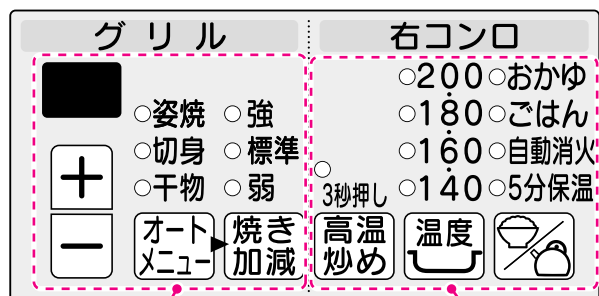 グリル
右コンロ
姿焼 強
切身 標準
干物 弱
+
−
オート
メニュー
焼き
加減
200 おかゆ
180 ごはん
160 自動消火
140 5分保温
3秒押し
高温
炒め
温度